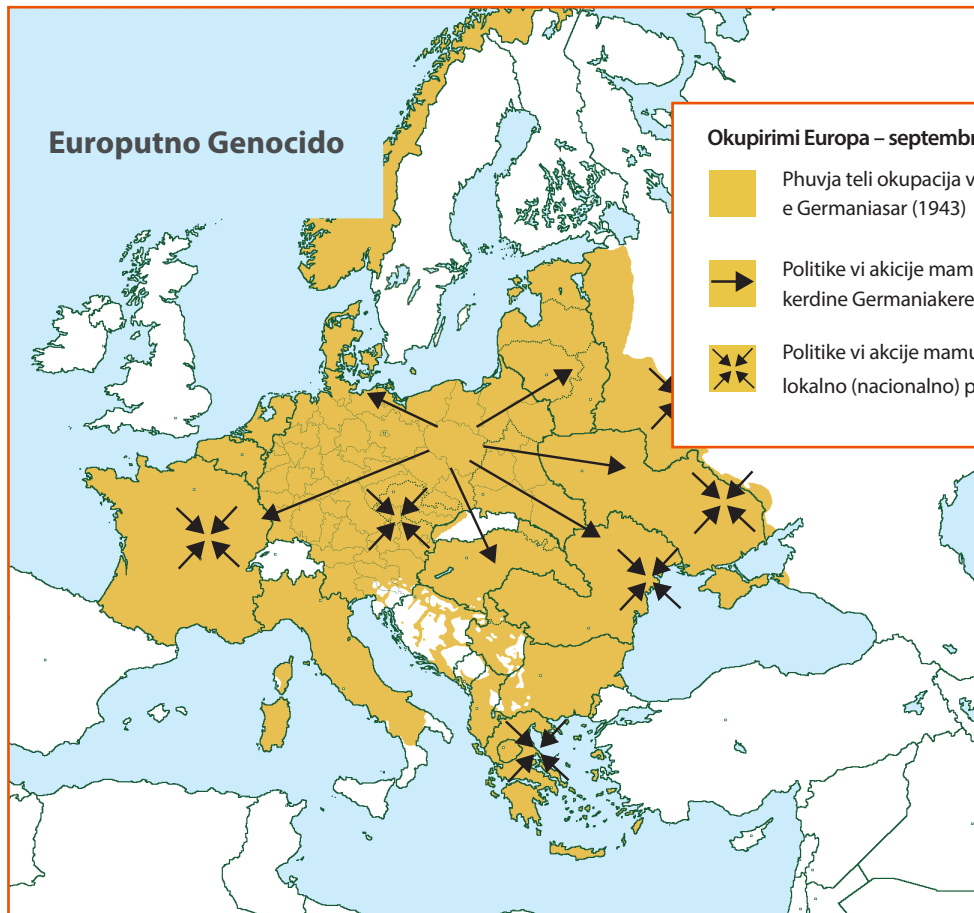 Europutno Genocido
Okupirimi Europa – septembr
Phuvja teli okupacija v
e Germaniasar (1943)
Politike vi akicije mam
kerdine Germaniakere
Politike vi akcije mamu
lokalno (nacionalno) p